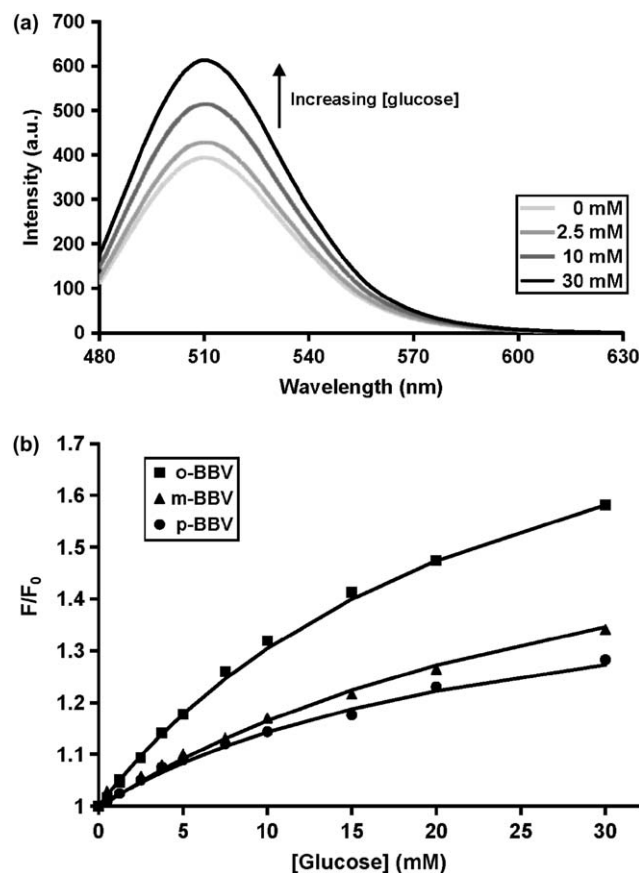 (a)
700
600
500
400
300
200
100
0
Intensity (a.u.)
Increasing [glucose]
0 mM
2.5 mM
10 mM
30 mM
480 510 540 570 600 630
Wavelength (nm)
(b)
1.7
1.6
1.5
1.4
1.3
1.2
1.1
1
F/F0
o-BBV
m-BBV
p-BBV
0 5 10 15 20 25 30
[Glucose] (mM)